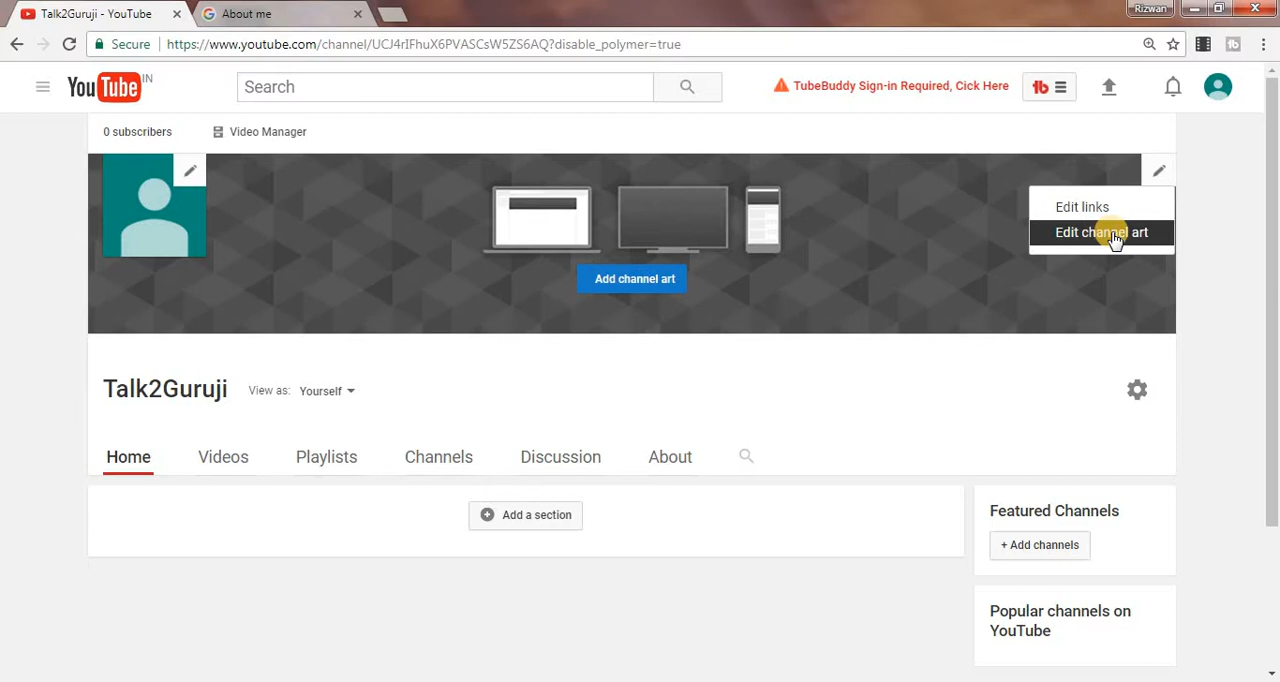 Talk2Guruji - YouTube
About me
Rizwan
Secure
https://www.youtube.com/channel/UCJ4rIFhuX6PVASCsW5ZS6AQ?disable_polymer=true
YouTube IN
Search
TubeBuddy Sign-in Required, Click Here
tb
0 subscribers
Video Manager
Edit links
Edit channel art
Add channel art
Talk2Guruji
View as: Yourself
Home
Videos
Playlists
Channels
Discussion
About
Add a section
Featured Channels
+ Add channels
Popular channels on
YouTube